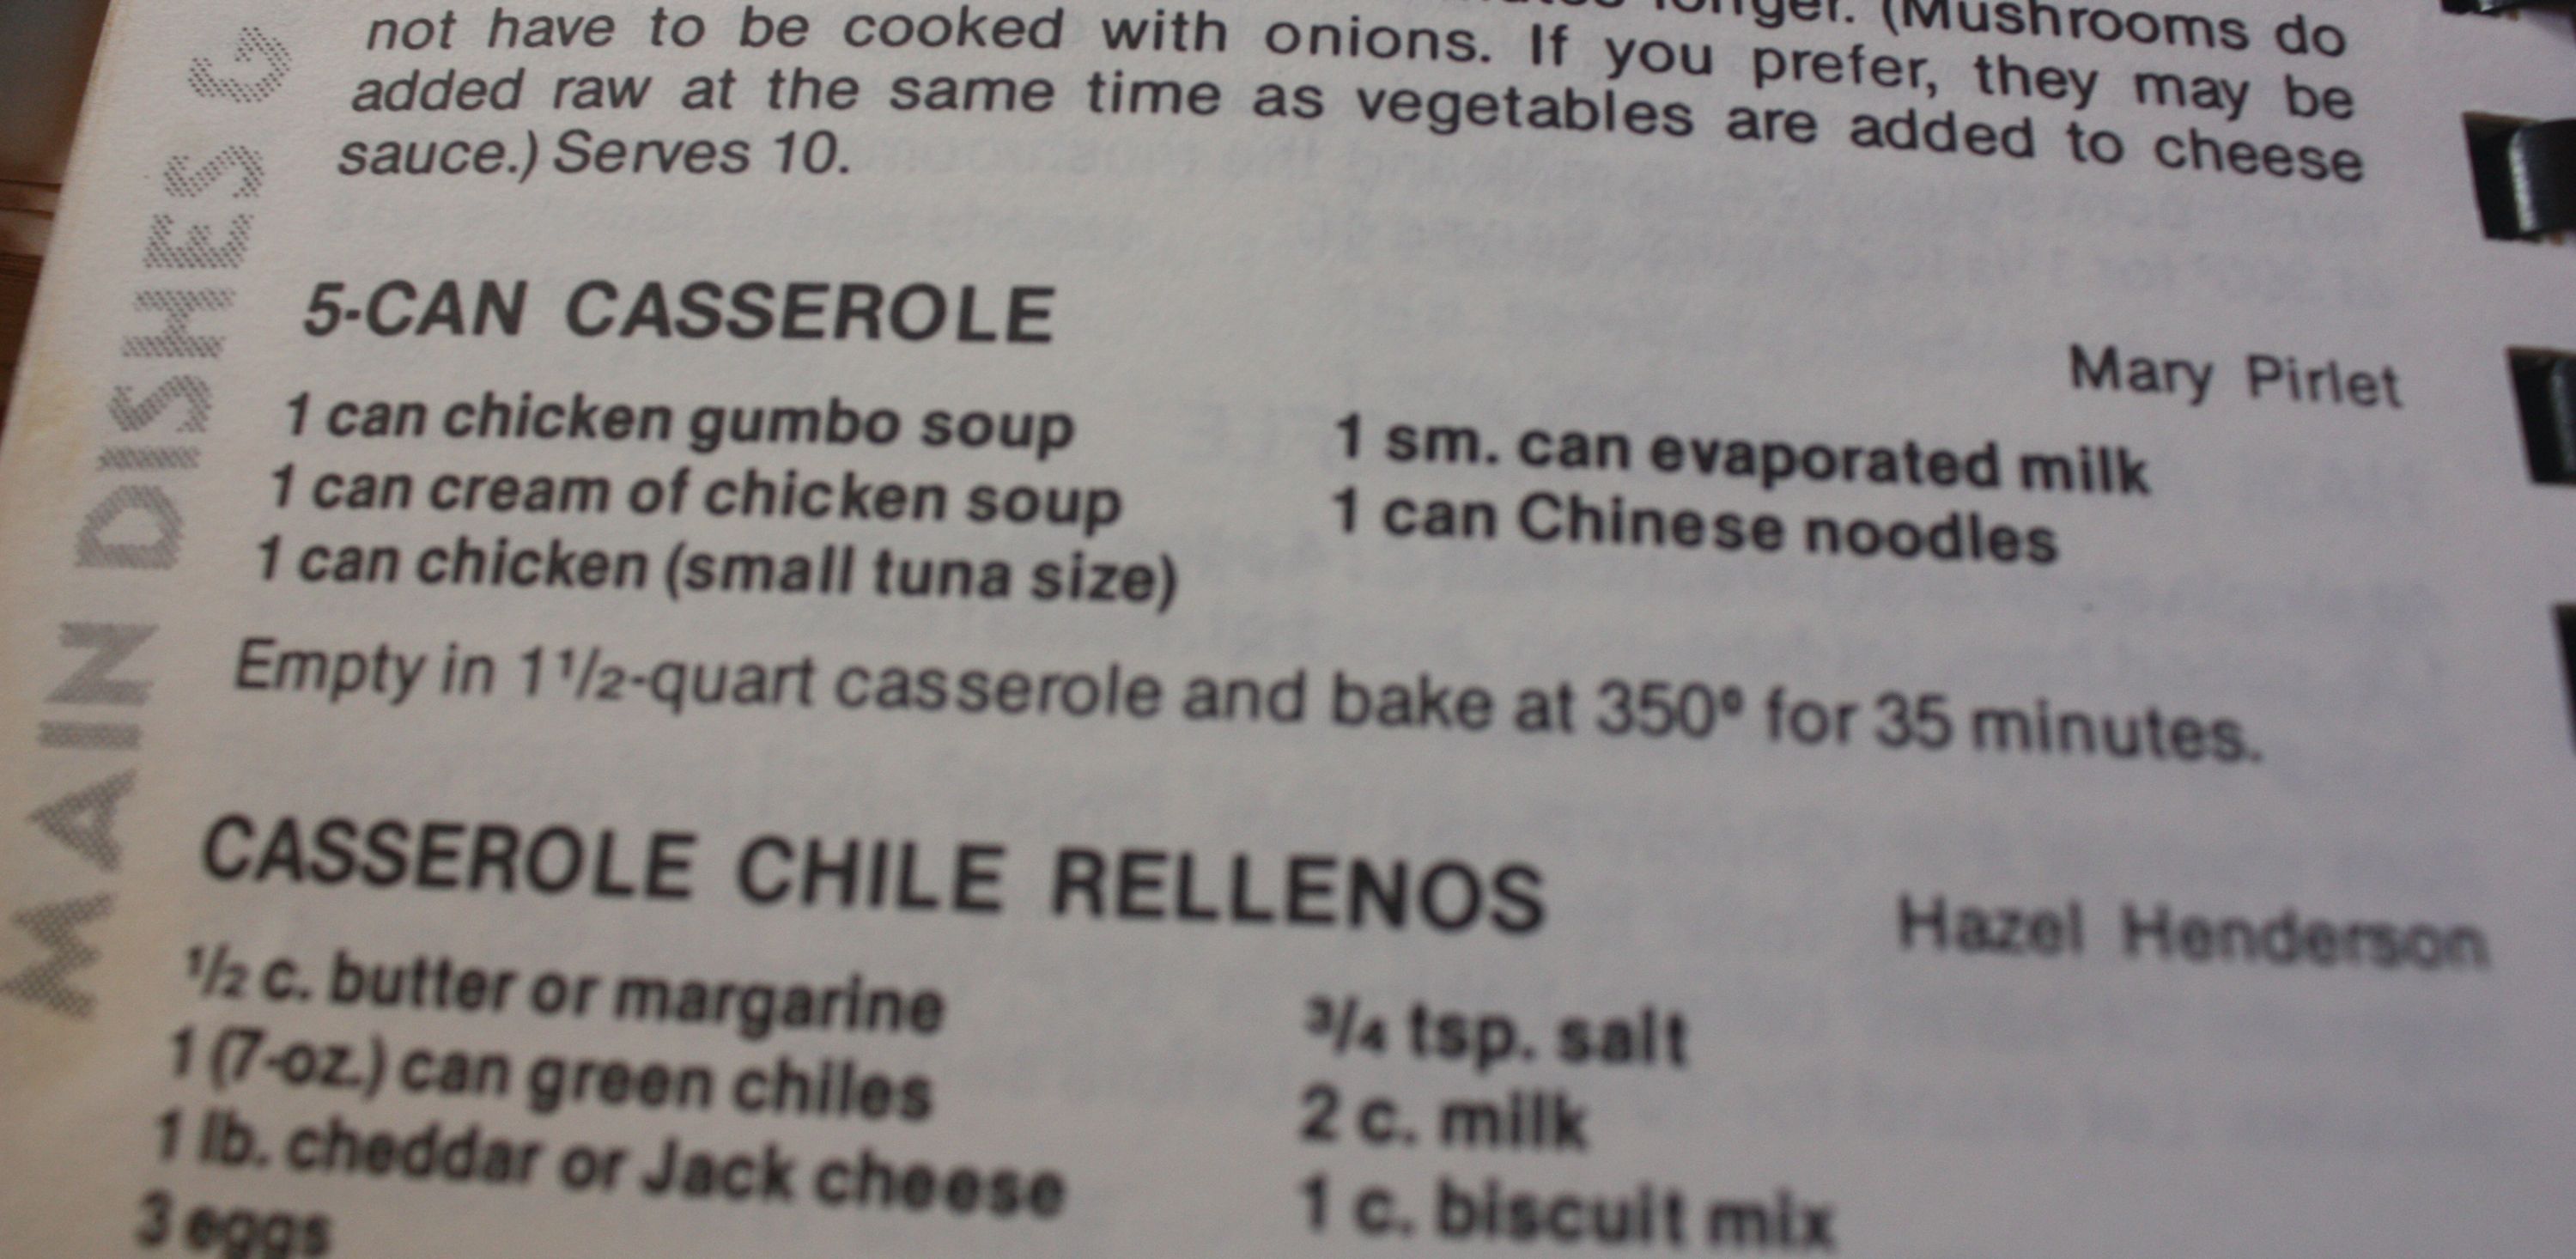 longer. (Mushrooms do
not have to be cooked with onions. If you prefer, they may be
added raw at the same time as vegetables are added to cheese
sauce.) Serves 10.
5-CAN CASSEROLE
Mary Pirlet
1 can chicken gumbo soup
1 can cream of chicken soup
1 can chicken (small tuna size)
1 sm. can evaporated milk
1 can Chinese noodles
Empty in 1 1/2-quart casserole and bake at 350° for 35 minutes.
CASSEROLE CHILE RELLENOS
Hazel Henderson
1/2 c. butter or margarine
1 (7-oz.) can green chiles
1 lb. cheddar or Jack cheese
3 eggs
3/4 tsp. salt
2 c. milk
1 c. biscuit mix
MAIN DISHES